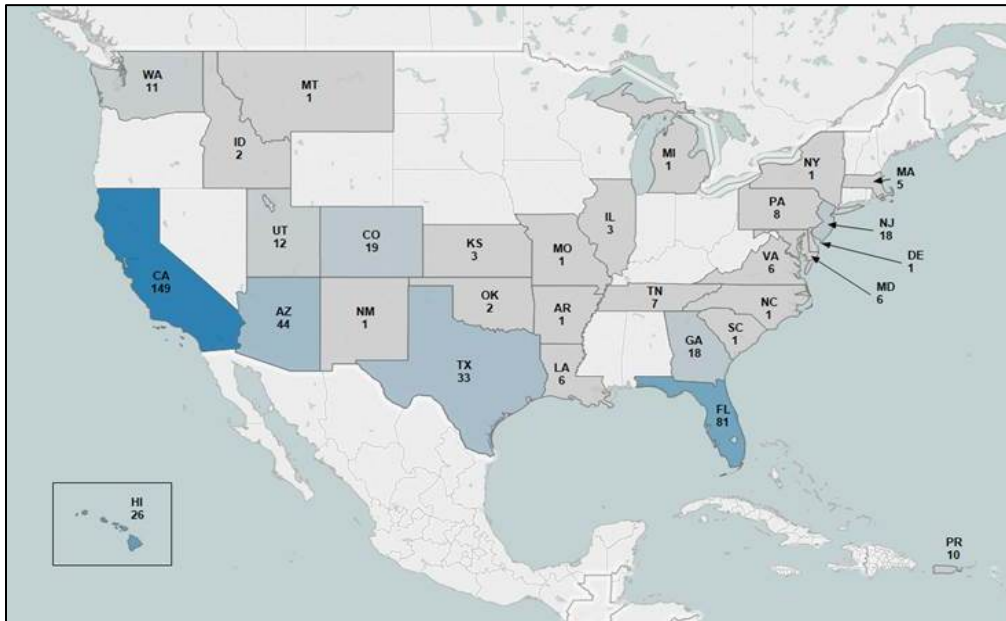 WA
11
MT
1
ID
2
MI
1
NY
1
MA
5
PA
8
NJ
18
IL
3
UT
12
CO
19
KS
3
MO
1
VA
6
DE
1
MD
6
CA
149
AZ
44
NM
1
OK
2
AR
1
TN
7
NC
1
SC
1
GA
18
TX
33
LA
6
FL
81
HI
26
PR
10